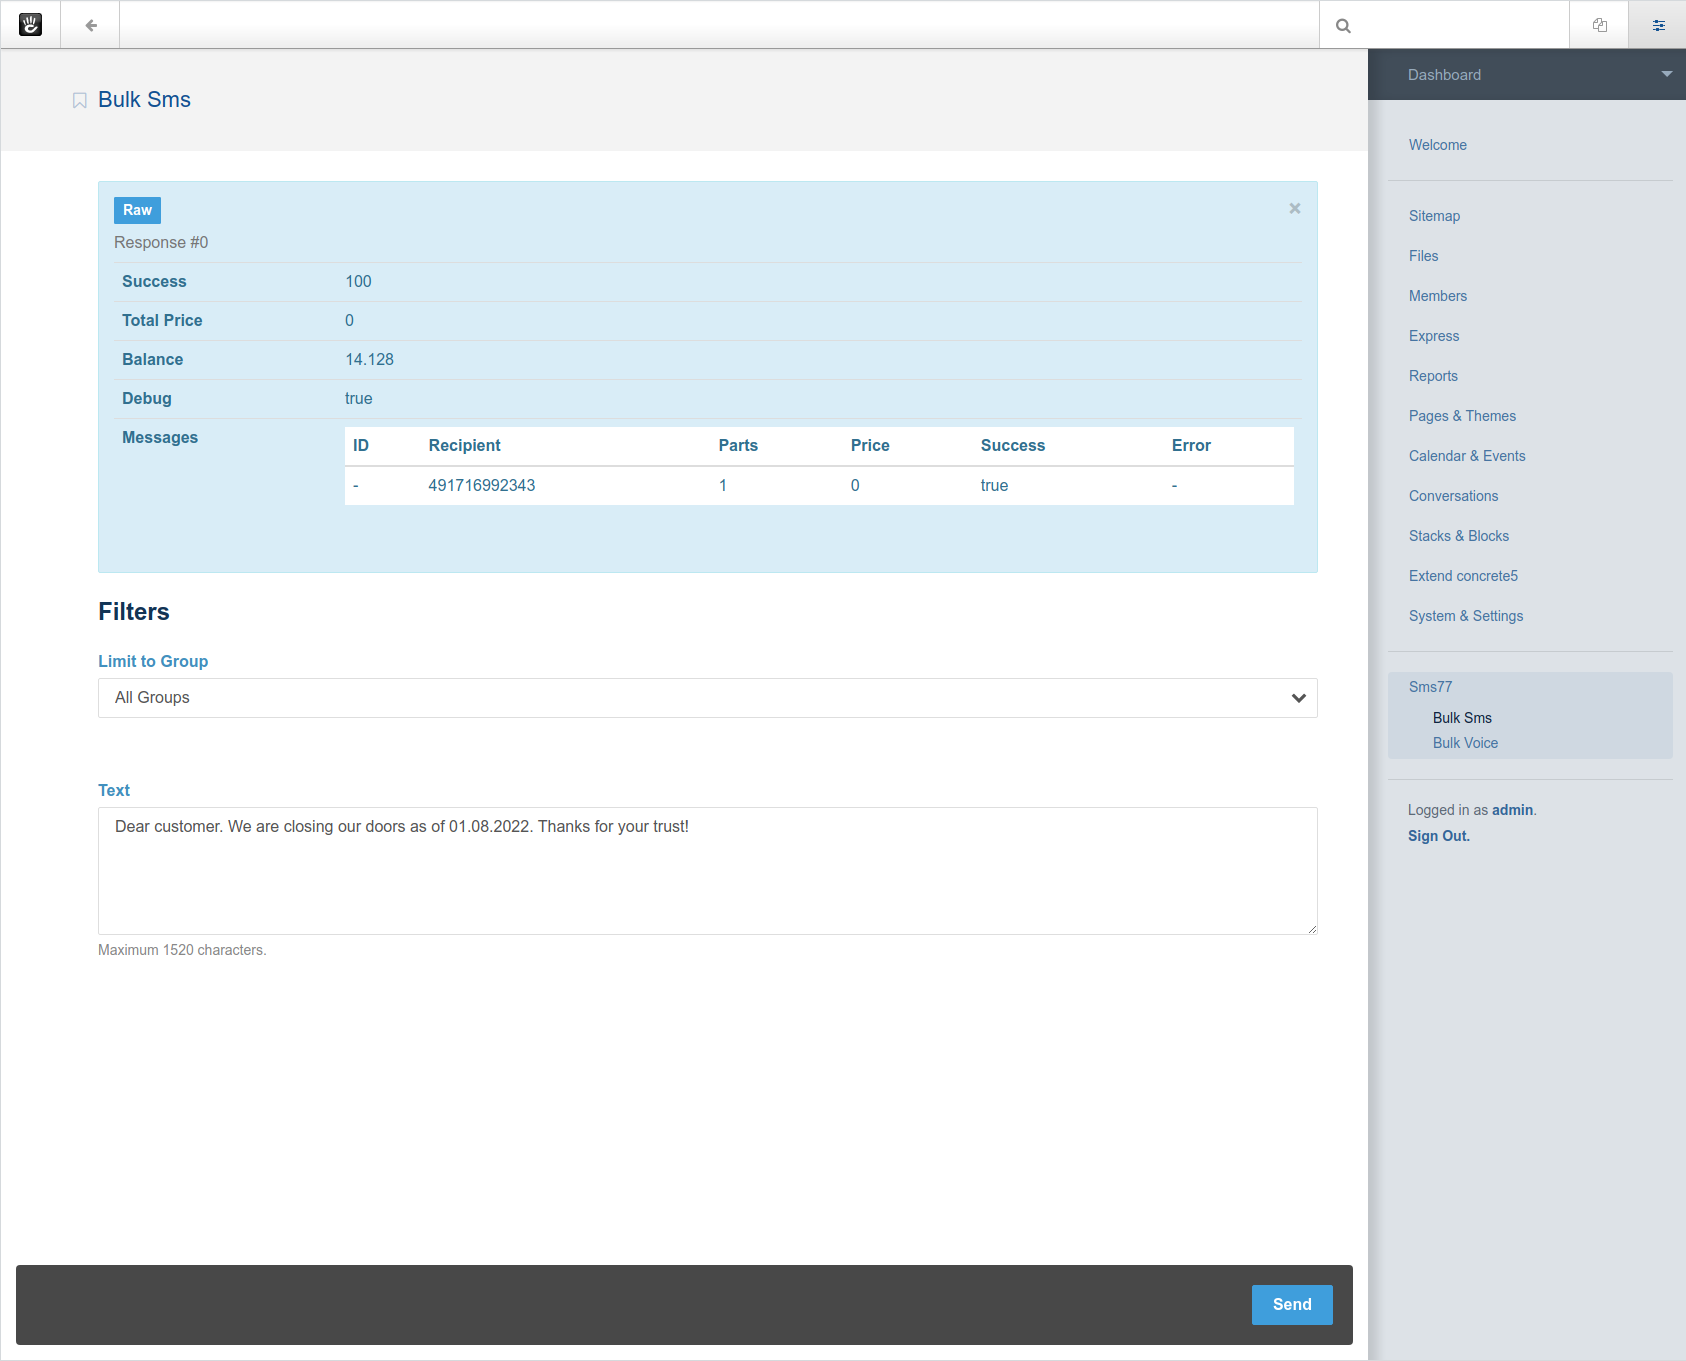 Bulk Sms
Raw
×
Response #0
Success 100
Total Price 0
Balance 14.128
Debug true
Messages
ID Recipient Parts Price Success Error
- 491716992343 1 0 true -
Filters
Limit to Group
All Groups
Text
Dear customer. We are closing our doors as of 01.08.2022. Thanks for your trust!
Maximum 1520 characters.
Send
Dashboard
Welcome
Sitemap
Files
Members
Express
Reports
Pages & Themes
Calendar & Events
Conversations
Stacks & Blocks
Extend concrete5
System & Settings
Sms77
Bulk Sms
Bulk Voice
Logged in as admin.
Sign Out.